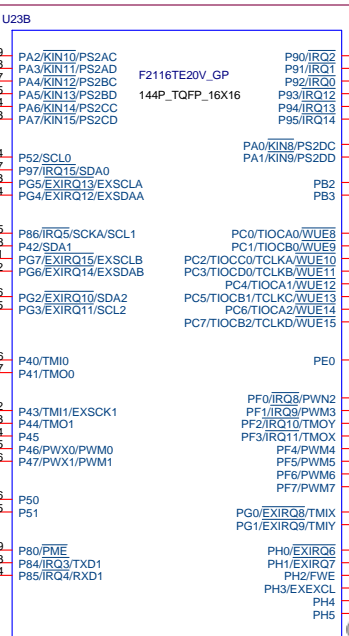 U23B
F2116TE20V_GP
144P_TQFP_16X16
PA2/KIN10/PS2AC
PA3/KIN11/PS2AD
PA4/KIN12/PS2BC
PA5/KIN13/PS2BD
PA6/KIN14/PS2CC
PA7/KIN15/PS2CD
P52/SCL0
P97/IRQ15/SDA0
PG5/EXIRQ13/EXSCLA
PG4/EXIRQ12/EXSDAA
P86/IRQ5/SCKA/SCL1
P42/SDA1
PG7/EXIRQ15/EXSCLB
PG6/EXIRQ14/EXSDAB
PG2/EXIRQ10/SDA2
PG3/EXIRQ11/SCL2
P40/TMI0
P41/TMO0
P43/TMI1/EXSCK1
P44/TMO1
P45
P46/PWX0/PWM0
P47/PWX1/PWM1
P50
P51
P80/PME
P84/IRQ3/TXD1
P85/IRQ4/RXD1
P90/IRQ2
P91/IRQ1
P92/IRQ0
P93/IRQ12
P94/IRQ13
P95/IRQ14
PA0/KIN8/PS2DC
PA1/KIN9/PS2DD
PB2
PB3
PC0/TIOCA0/WUE8
PC1/TIOCB0/WUE9
PC2/TIOCC0/TCLKA/WUE10
PC3/TIOCD0/TCLKB/WUE11
PC4/TIOCA1/WUE12
PC5/TIOCB1/TCLKC/WUE13
PC6/TIOCA2/WUE14
PC7/TIOCB2/TCLKD/WUE15
PE0
PF0/IRQ8/PWN2
PF1/IRQ9/PWM3
PF2/IRQ10/TMOY
PF3/IRQ11/TMOX
PF4/PWM4
PF5/PWM5
PF6/PWM6
PF7/PWM7
PG0/EXIRQ8/TMIX
PG1/EXIRQ9/TMIY
PH0/EXIRQ6
PH1/EXIRQ7
PH2/FWE
PH3/EXEXCL
PH4
PH5